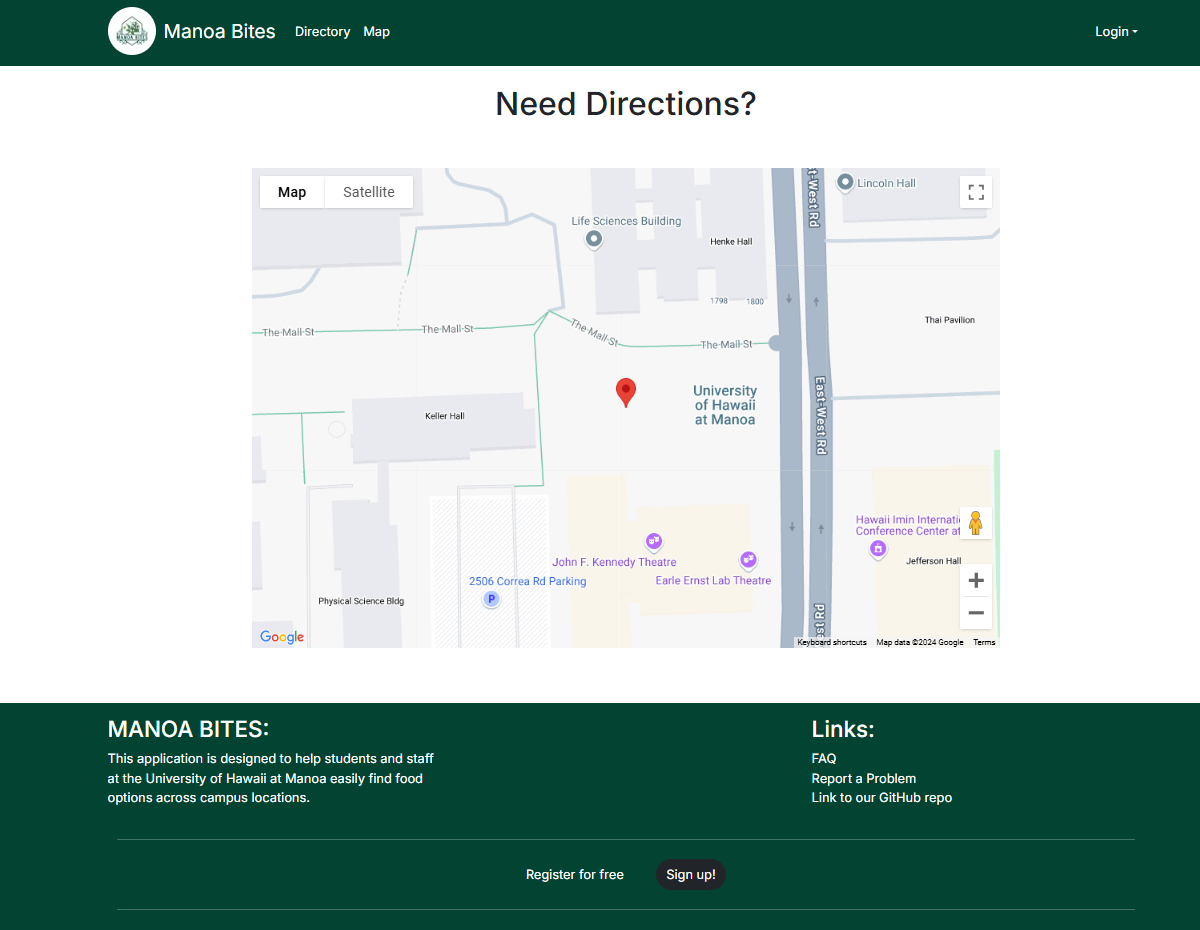 MANOA BITES
Manoa Bites
Directory
Map
Login
Need Directions?
Map
Satellite
Lincoln Hall
Life Sciences Building
Henke Hall
1798
1800
Thai Pavilion
The Mall St
The Mall St
The Mall St
The Mall St
East-West Rd
University
of Hawaii
at Manoa
Keller Hall
Hawaii Imin Internati
Conference Center at
Jefferson Hall
John F. Kennedy Theatre
Earle Ernst Lab Theatre
2506 Correa Rd Parking
P
Physical Science Bldg
Google
Keyboard shortcuts
Map data ©2024 Google
Terms
MANOA BITES:
This application is designed to help students and staff
at the University of Hawaii at Manoa easily find food
options across campus locations.
Links:
FAQ
Report a Problem
Link to our GitHub repo
Register for free
Sign up!